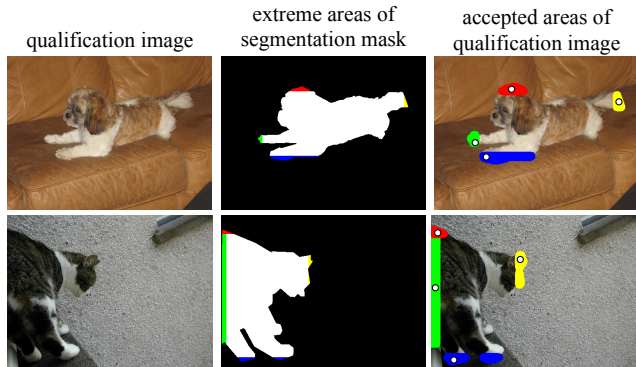 qualification image
extreme areas of
segmentation mask
accepted areas of
qualification image